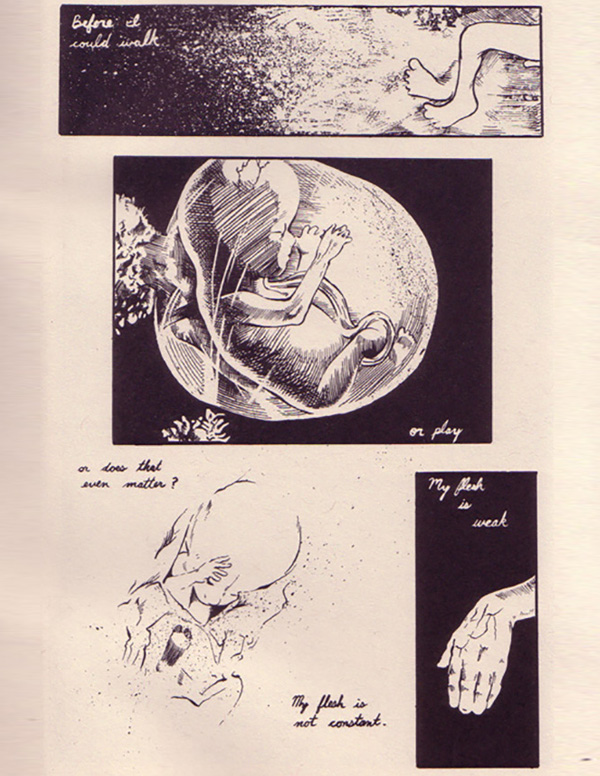 Before it
could walk
or play
or does that
even matter?
My flesh
is
weak
My flesh is
not constant.